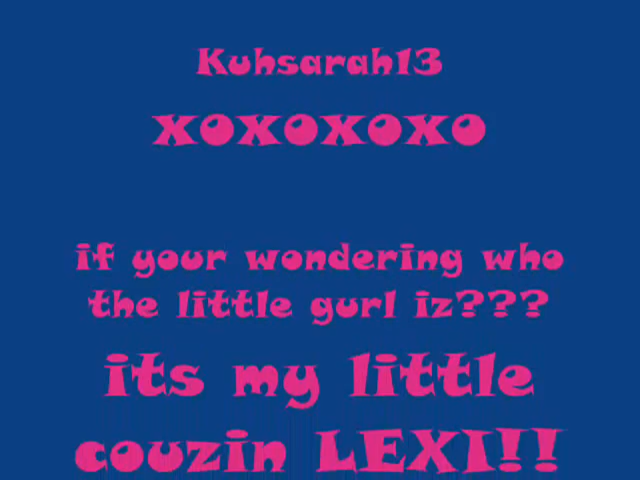 Kuhsarah13
xoxoxoxo
if your wondering who
the little gurl iz???
its my little
couzin LEXI!!